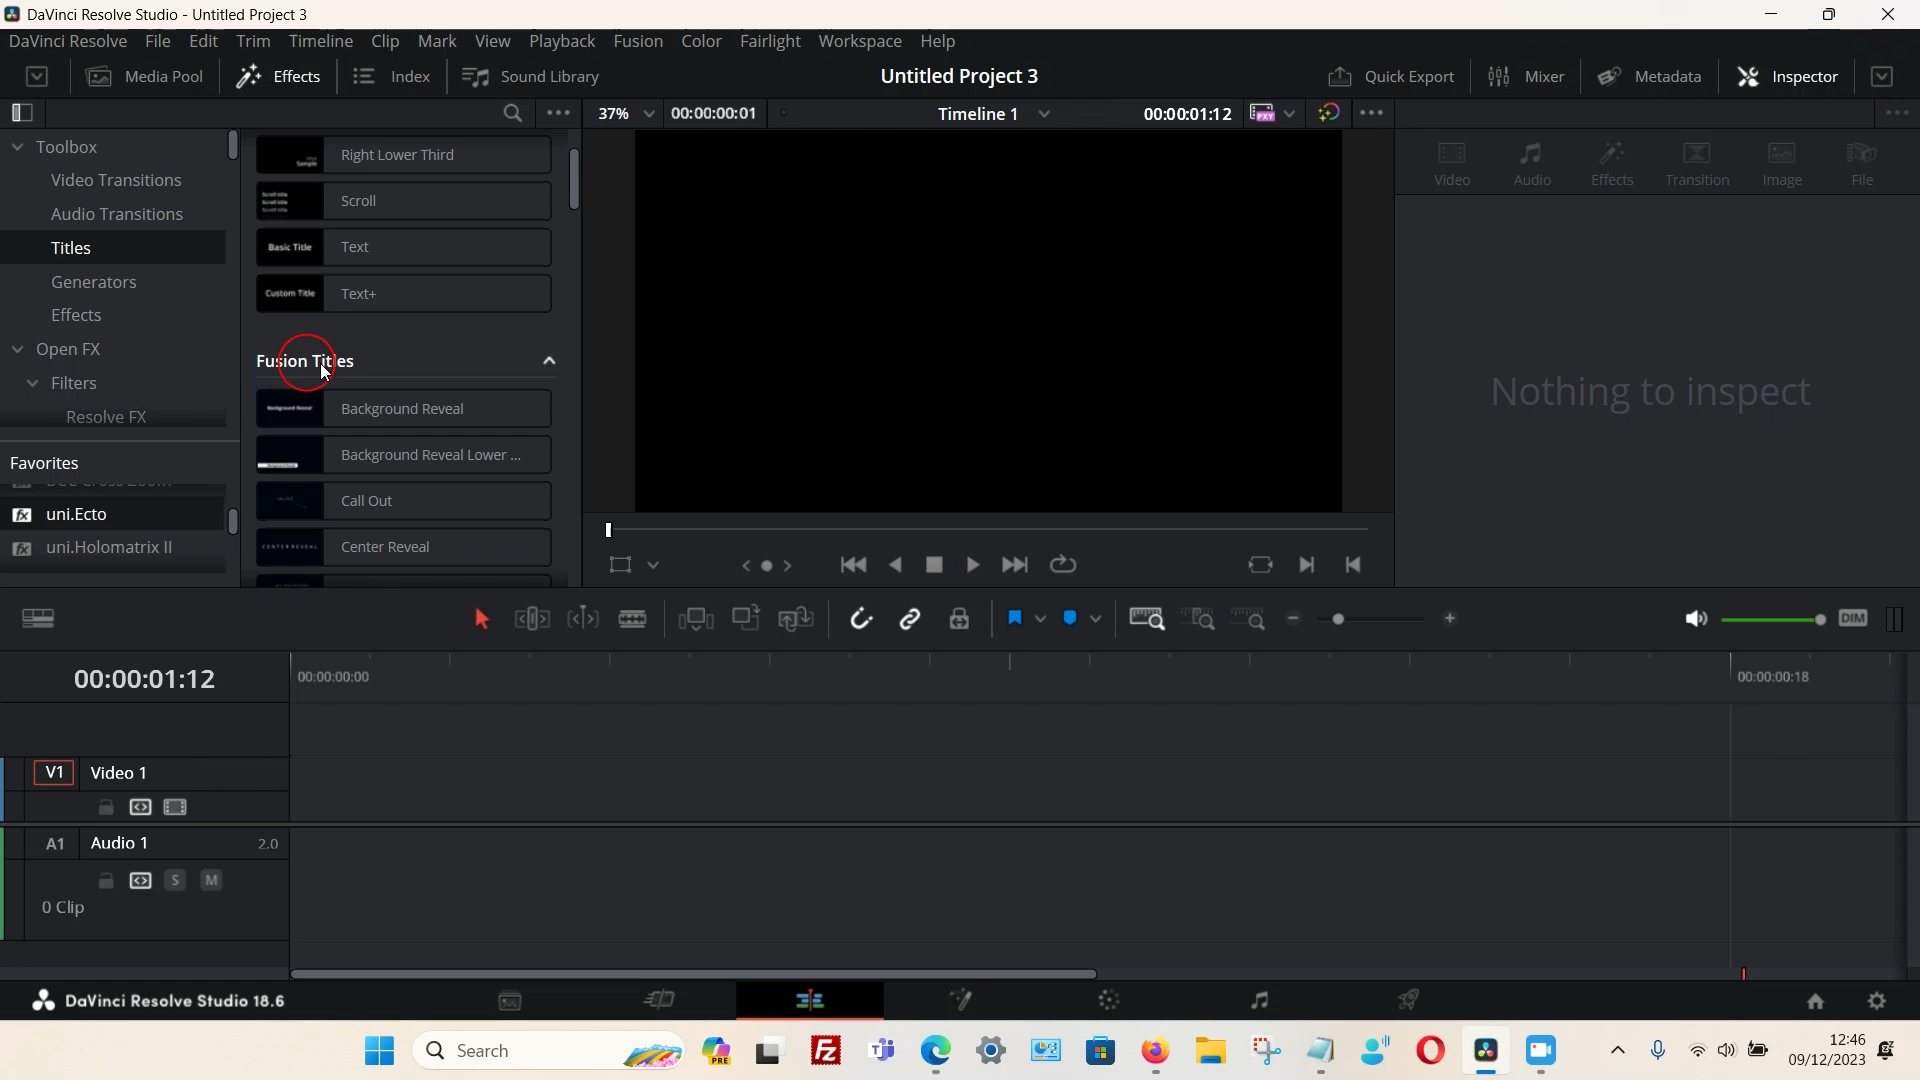 DaVinci Resolve Studio - Untitled Project 3
DaVinci Resolve File Edit Trim Timeline Clip Mark View Playback Fusion Color Fairlight Workspace Help
Media Pool Effects Index Sound Library Untitled Project 3 Quick Export Mixer Metadata Inspector
37% 00:00:00:01 Timeline 1 00:00:01:12
Toolbox
Video Transitions
Audio Transitions
Titles
Generators
Effects
Open FX
Filters
Resolve FX
Favorites
uni.Ecto
uni.Holomatrix II
Right Lower Third
Scroll
Basic Title Text
Custom Title Text+
Fusion Titles
Background Reveal
Background Reveal Lower ...
Call Out
Center Reveal
Video Audio Effects Transition Image File
Nothing to inspect
DIM
00:00:01:12 00:00:00:00 00:00:00:18
V1 Video 1
A1 Audio 1 2.0
S M
0 Clip
DaVinci Resolve Studio 18.6
Search
12:46
09/12/2023